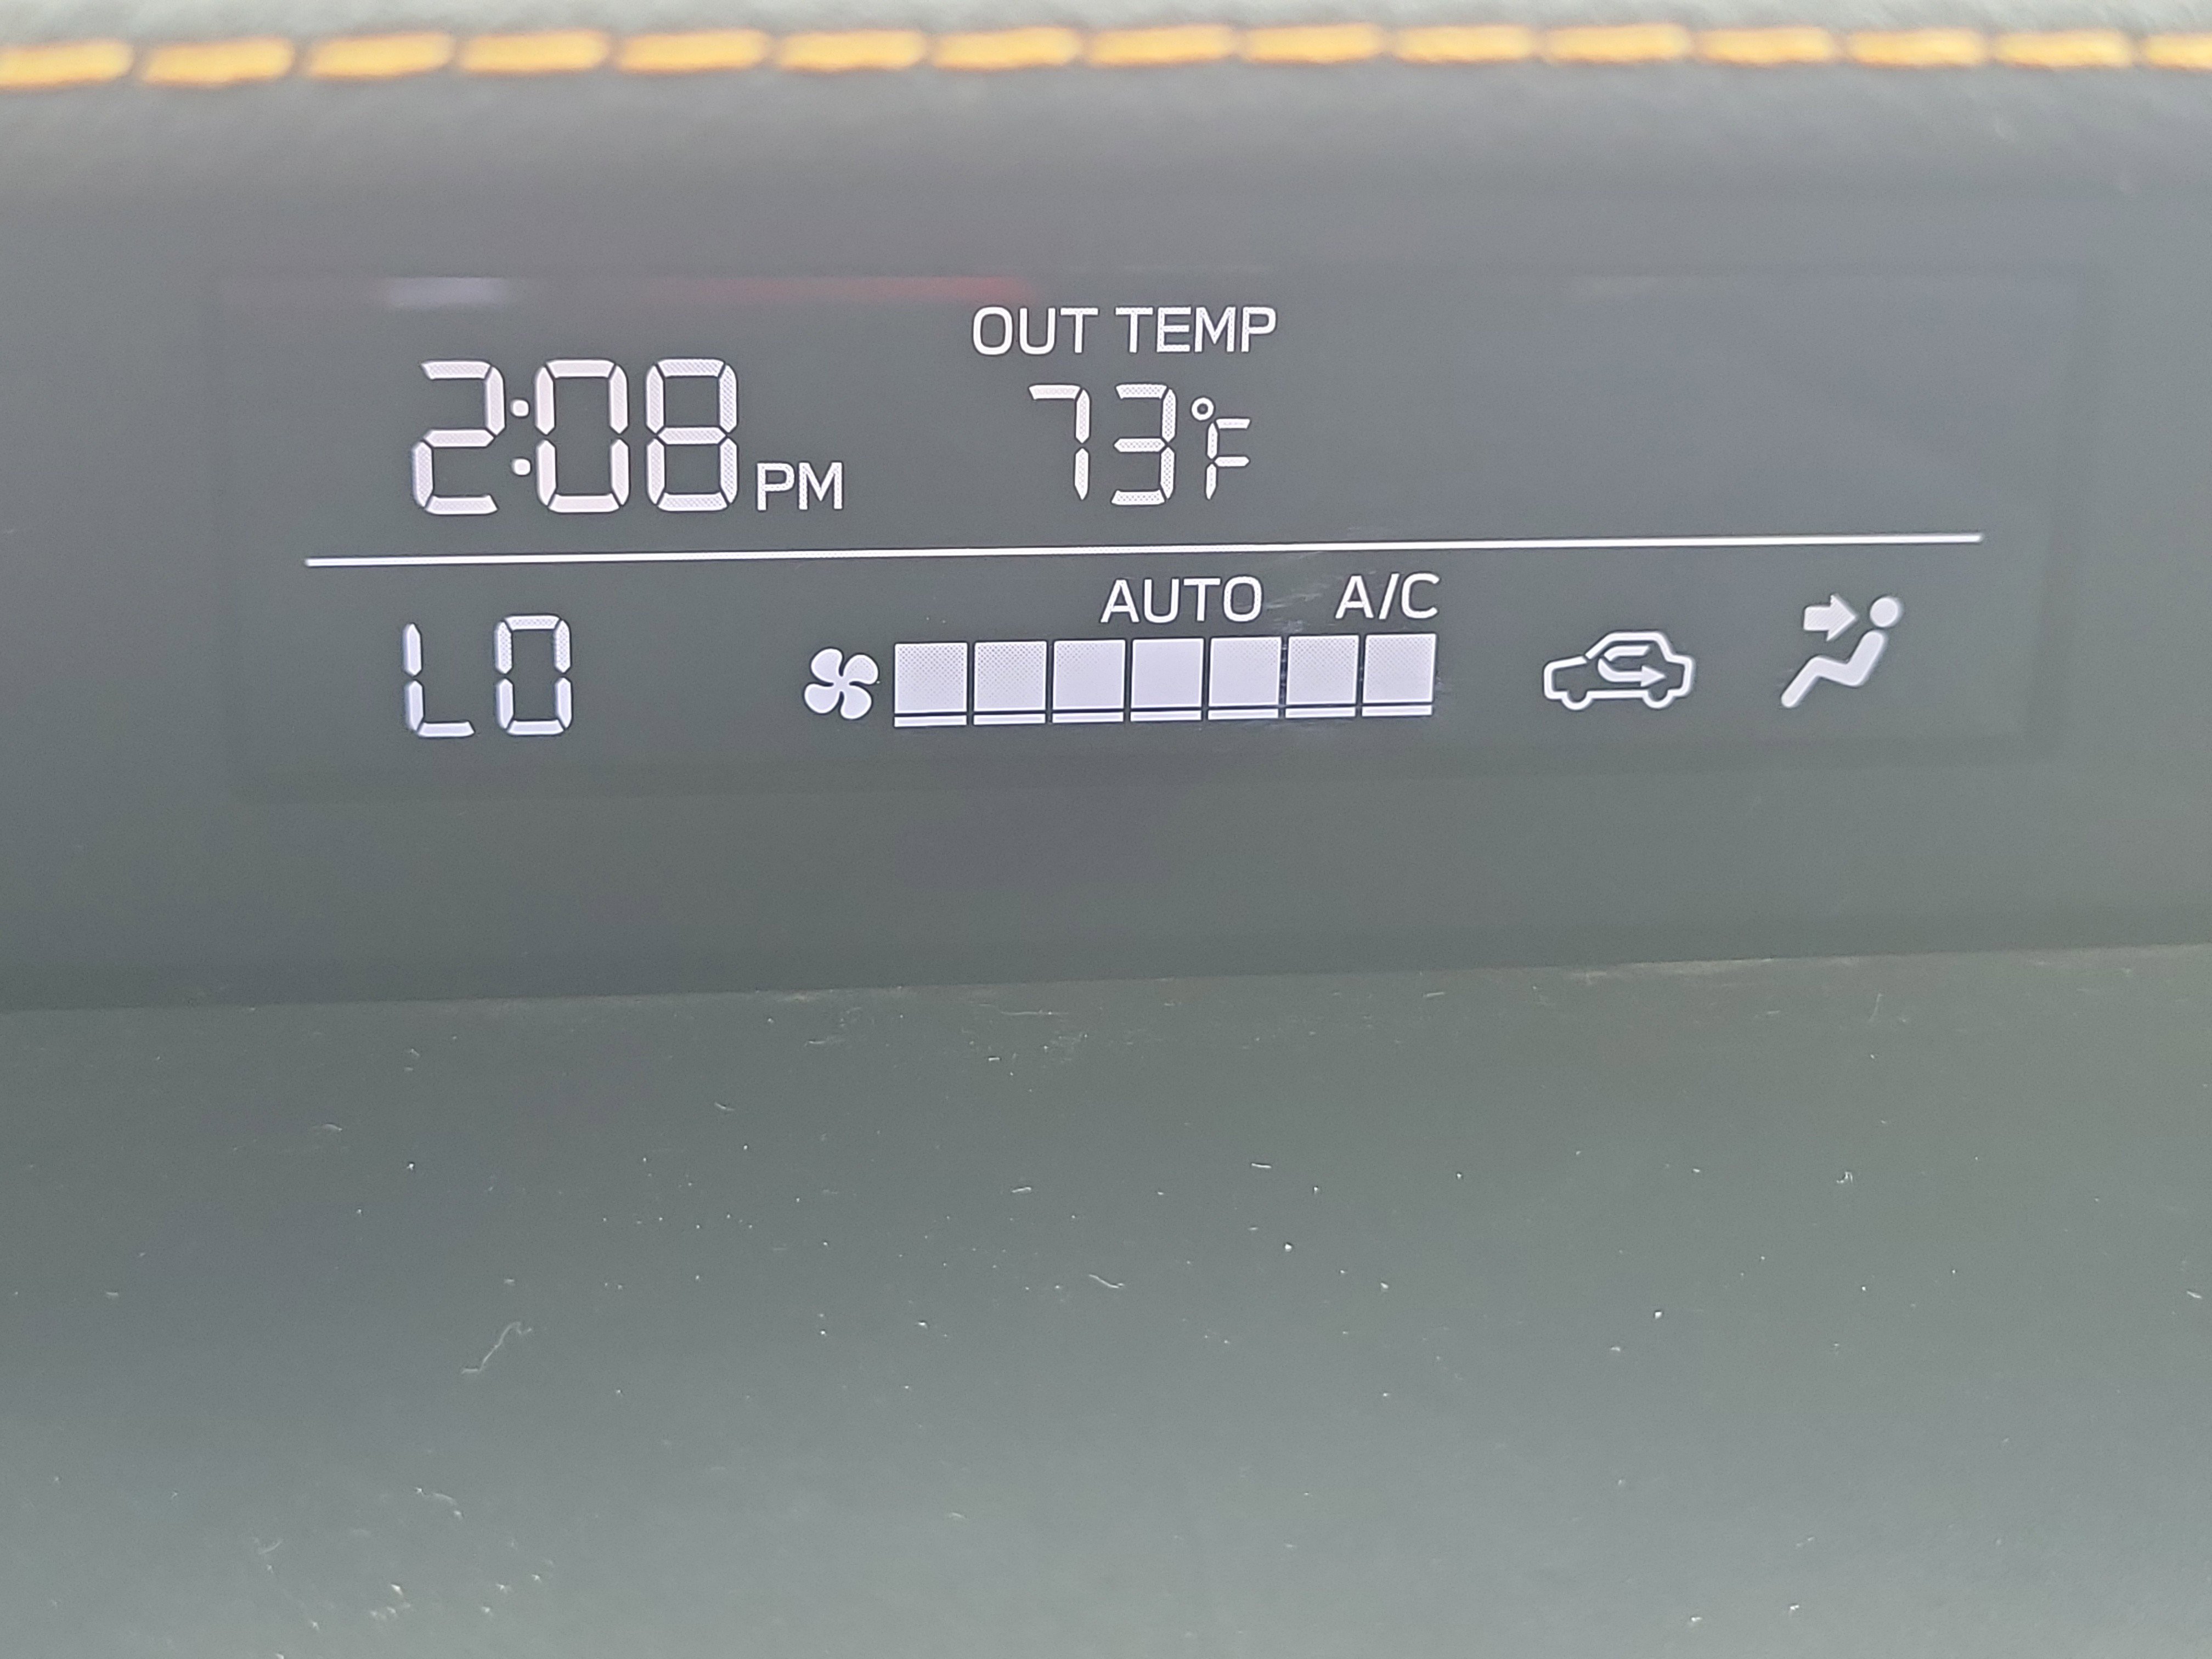 OUT TEMP
2:08 PM 73°F
AUTO A/C
LO